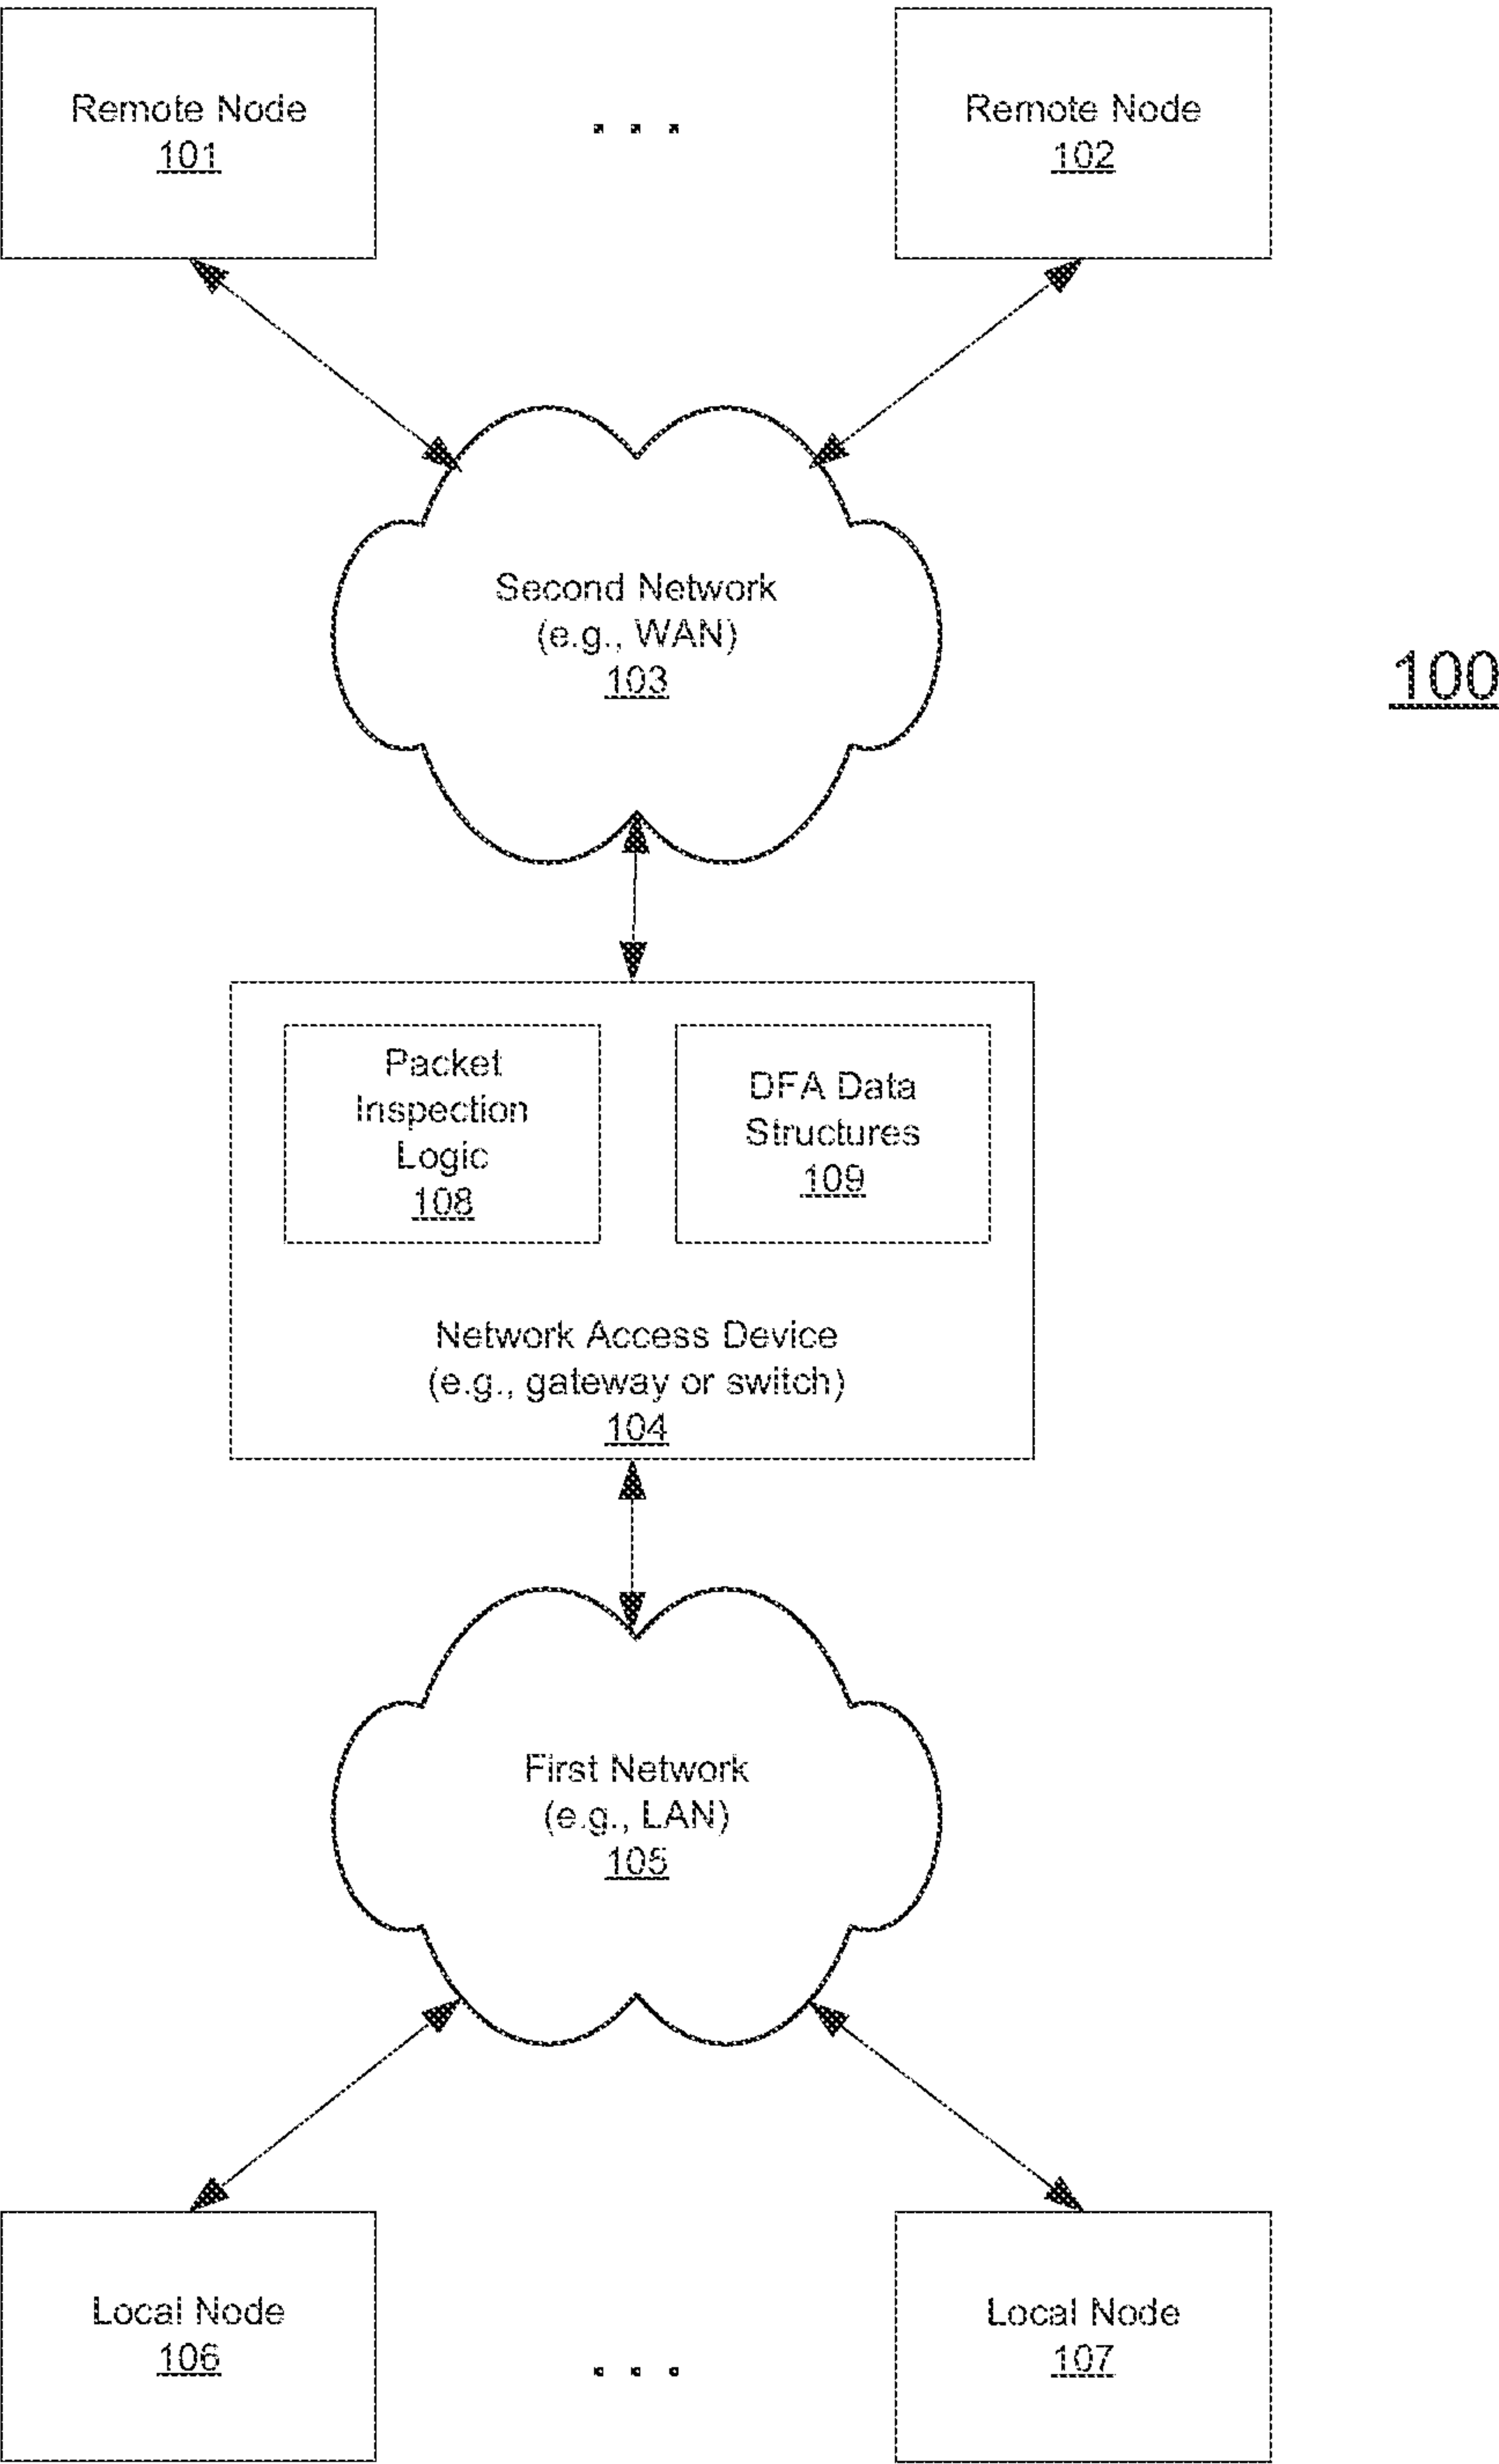 Remote Node
101
. . .
Remote Node
102
Second Network
(e.g., WAN)
103
100
Packet
Inspection
Logic
108
DFA Data
Structures
109
Network Access Device
(e.g., gateway or switch)
104
First Network
(e.g., LAN)
105
Local Node
106
. . .
Local Node
107